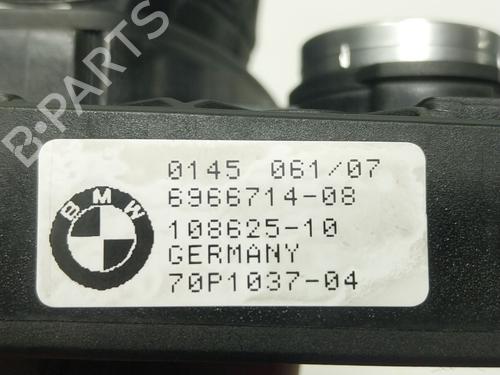 B-PARTS
0145 061/07
6966714-08
BMW
108625-10
GERMANY
70P1037-04